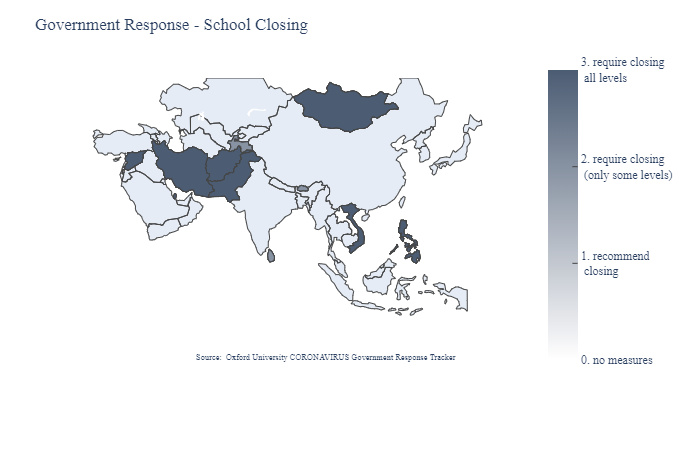 Government Response - School Closing
3. require closing
all levels
2. require closing
(only some levels)
1. recommend
closing
0. no measures
Source: Oxford University CORONAVIRUS Government Response Tracker